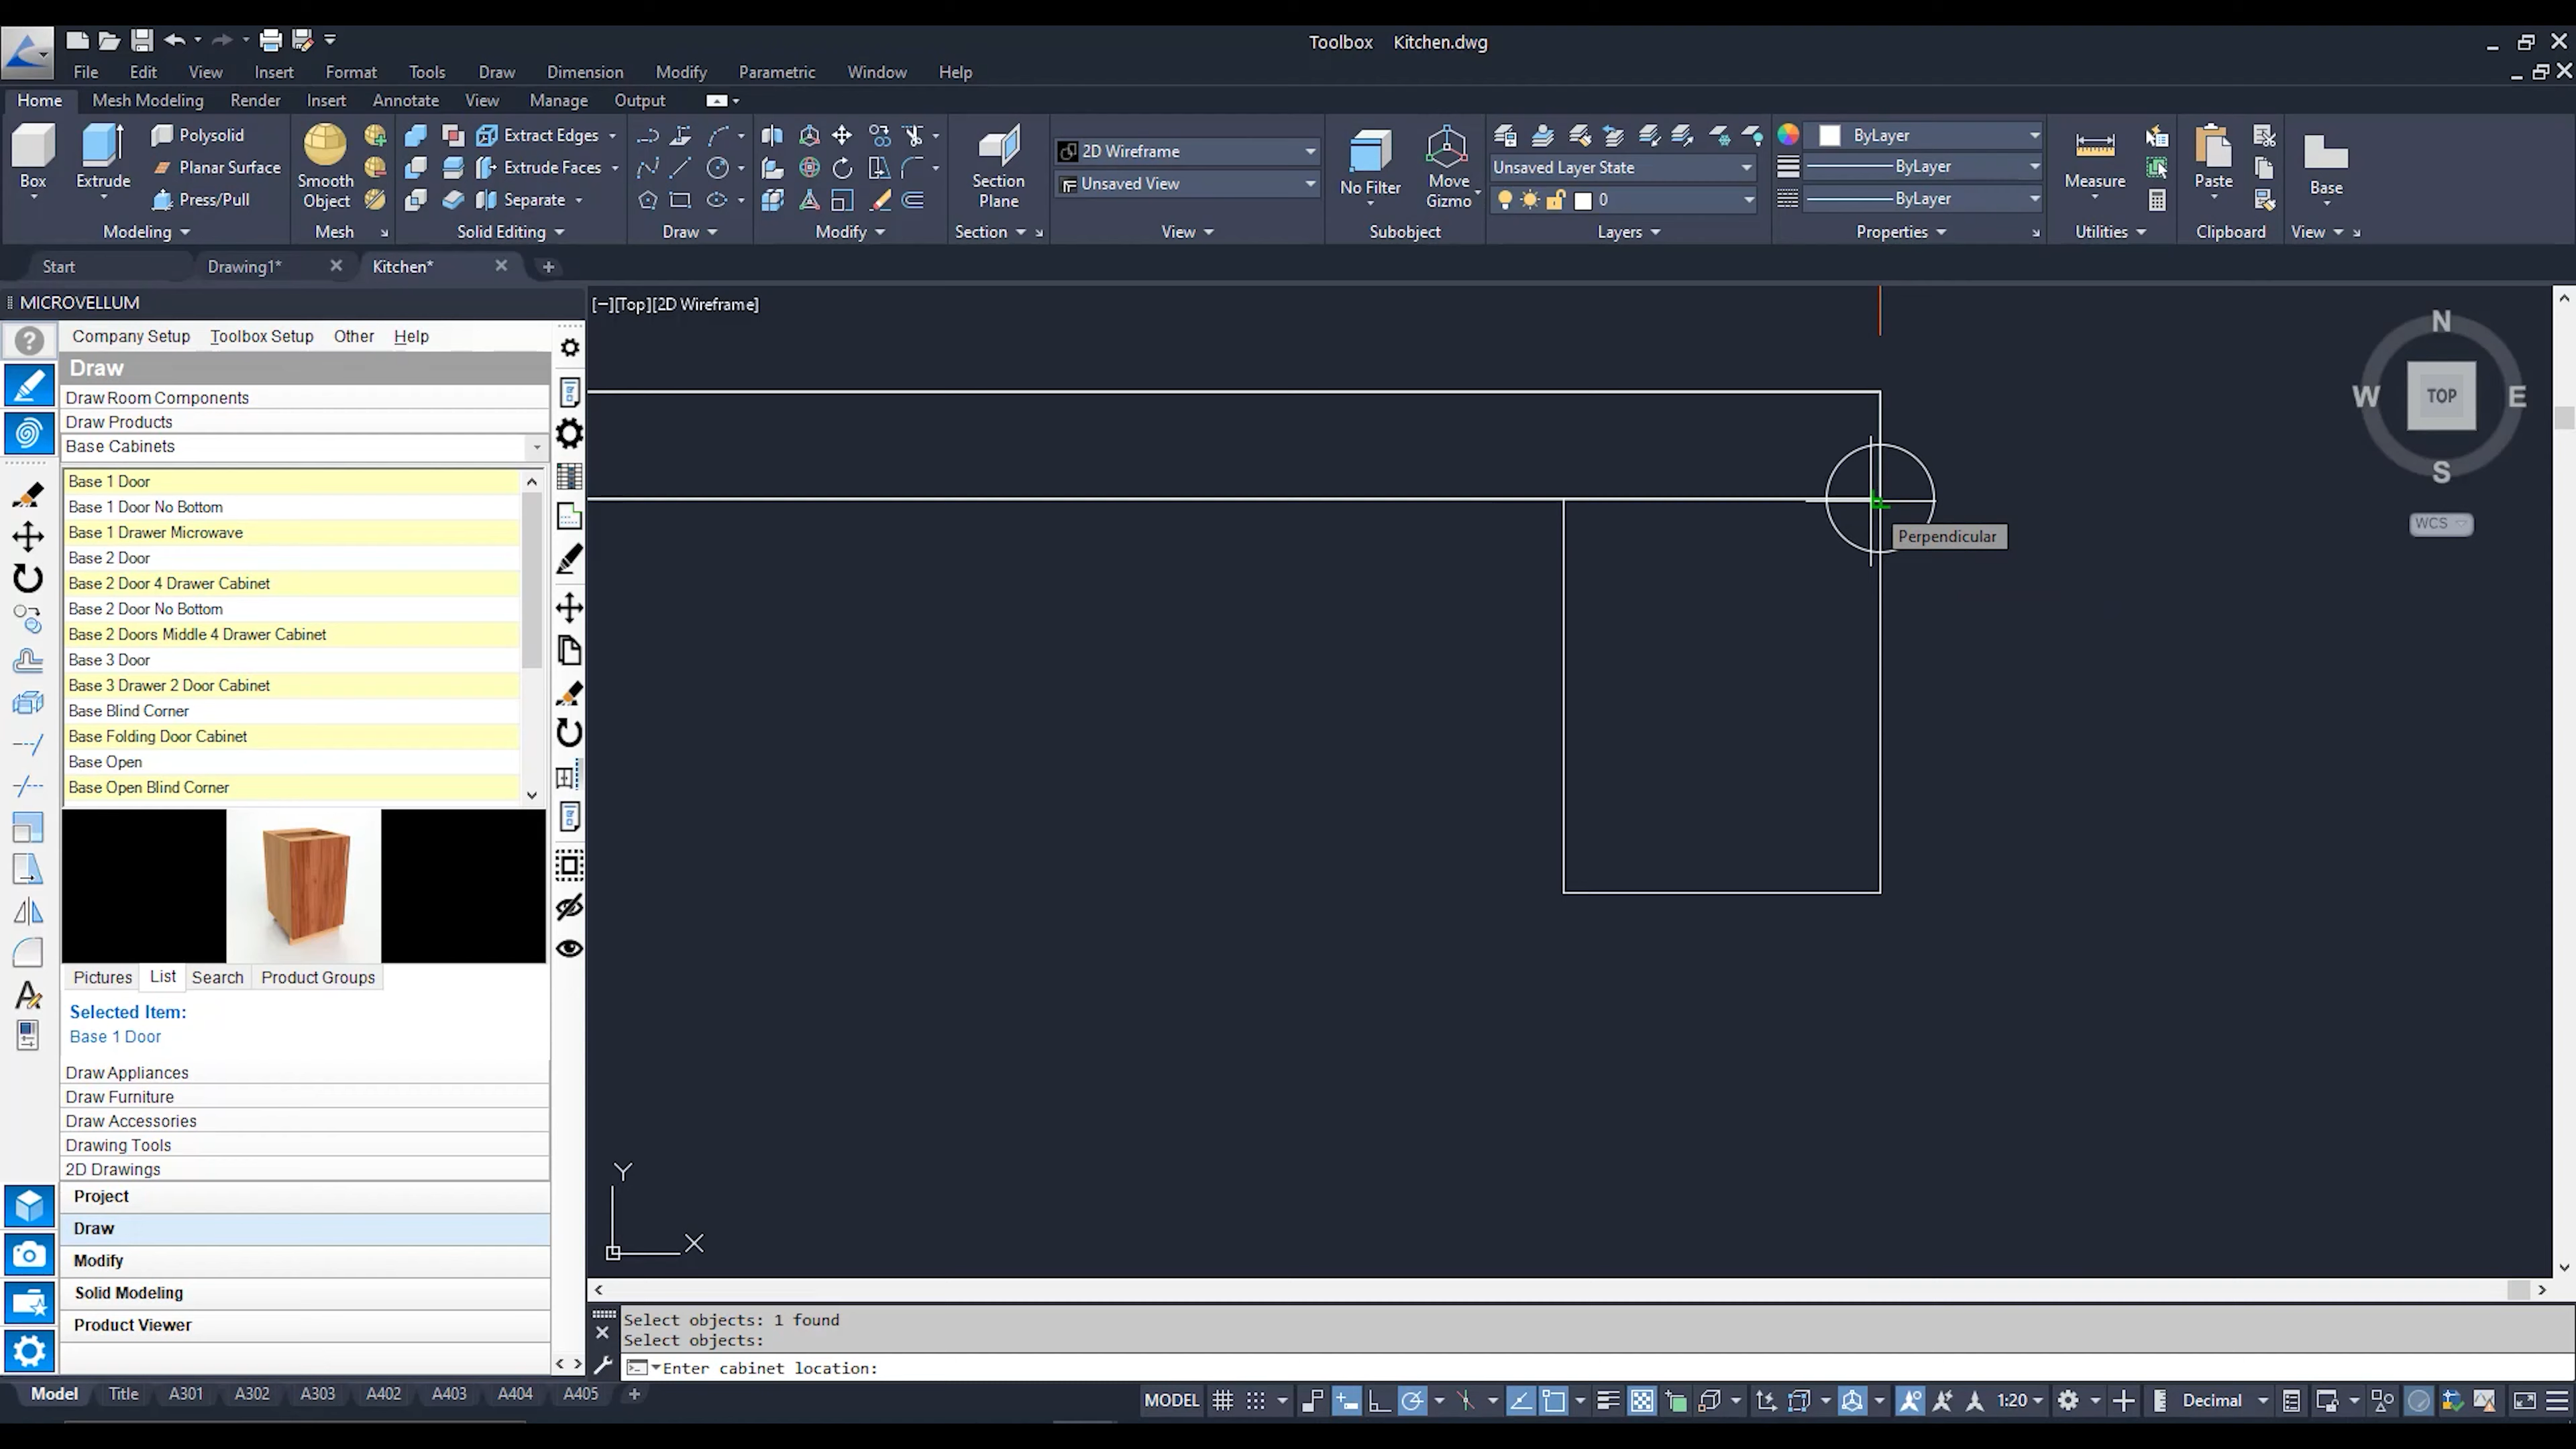 Toolbox Kitchen.dwg
File Edit View Insert Format Tools Draw Dimension Modify Parametric Window Help
Home Mesh Modeling Render Insert Annotate View Manage Output
Box
Extrude
Polysolid
Planar Surface
Press/Pull
Modeling
Smooth Object
Mesh
Extract Edges
Extrude Faces
Separate
Solid Editing
Draw
Modify
Section Plane
Section
2D Wireframe
Unsaved View
View
No Filter
Move Gizmo
Subobject
Unsaved Layer State
0
Layers
ByLayer
ByLayer
ByLayer
Properties
Measure
Utilities
Paste
Clipboard
Base
View
Start Drawing1* Kitchen*
MICROVELLUM
Company Setup Toolbox Setup Other Help
Draw
Draw Room Components
Draw Products
Base Cabinets
Base 1 Door
Base 1 Door No Bottom
Base 1 Drawer Microwave
Base 2 Door
Base 2 Door 4 Drawer Cabinet
Base 2 Door No Bottom
Base 2 Doors Middle 4 Drawer Cabinet
Base 3 Door
Base 3 Drawer 2 Door Cabinet
Base Blind Corner
Base Folding Door Cabinet
Base Open
Base Open Blind Corner
Pictures List Search Product Groups
Selected Item:
Base 1 Door
Draw Appliances
Draw Furniture
Draw Accessories
Drawing Tools
2D Drawings
Project
Draw
Modify
Solid Modeling
Product Viewer
[−][Top][2D Wireframe]
Perpendicular
N
W TOP E
S
WCS
Y
X
Select objects: 1 found
Select objects:
Enter cabinet location:
Model Title A301 A302 A303 A402 A403 A404 A405
MODEL 1:20 Decimal